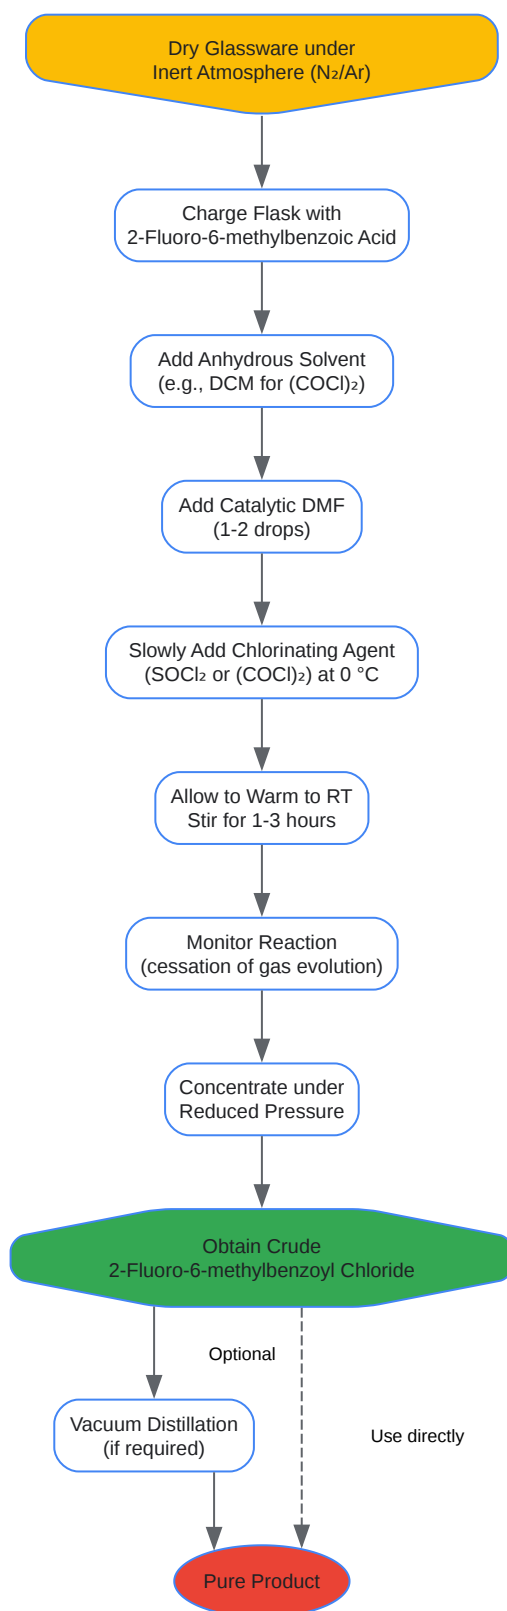 Dry Glassware under
Inert Atmosphere (N₂/Ar)
Charge Flask with
2-Fluoro-6-methylbenzoic Acid
Add Anhydrous Solvent
(e.g., DCM for (COCl)₂)
Add Catalytic DMF
(1-2 drops)
Slowly Add Chlorinating Agent
(SOCl₂ or (COCl)₂) at 0 °C
Allow to Warm to RT
Stir for 1-3 hours
Monitor Reaction
(cessation of gas evolution)
Concentrate under
Reduced Pressure
Obtain Crude
2-Fluoro-6-methylbenzoyl Chloride
Optional
Vacuum Distillation
(if required)
Use directly
Pure Product